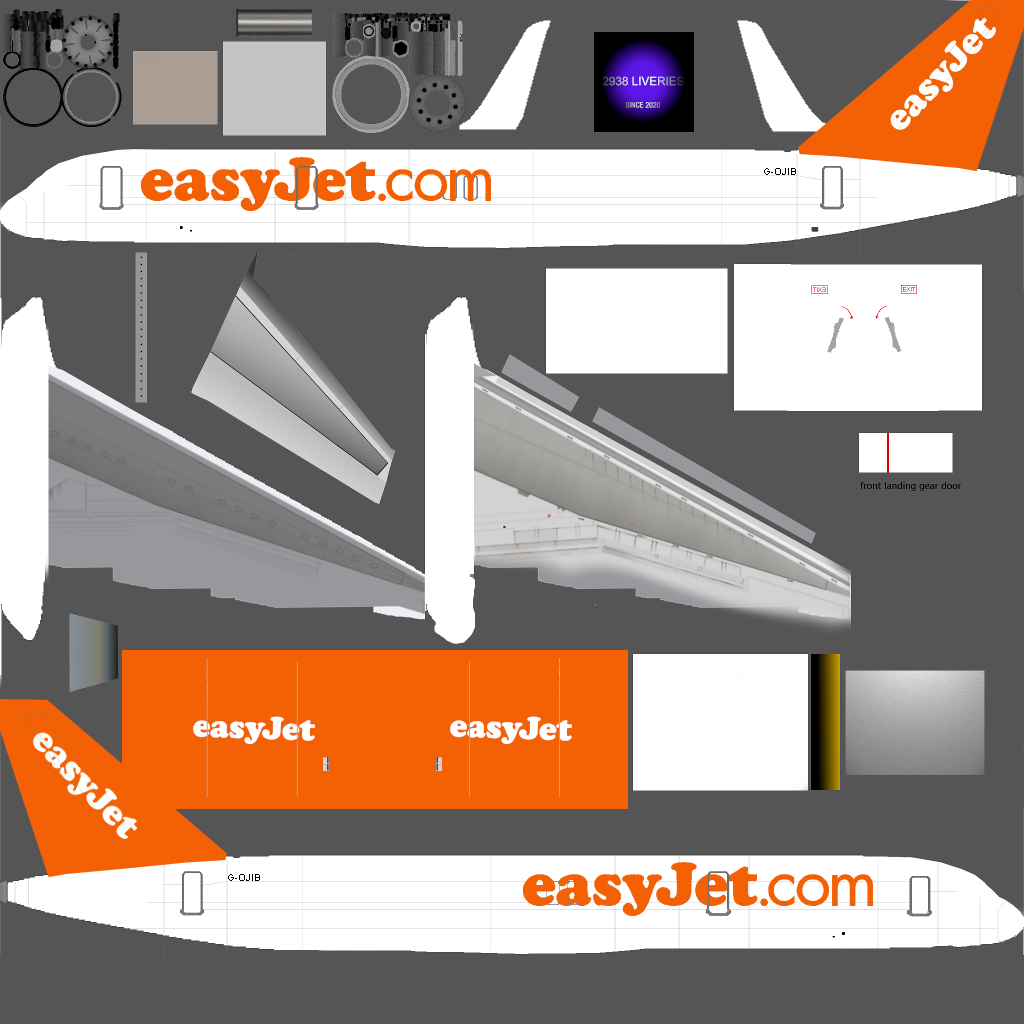 easyJet
2938 LIVERIES
SINCE 2020
easyJet.com
G-OJIB
EXIT
EXIT
front landing gear door
easyJet
easyJet
easyJet
G-OJIB
easyJet.com